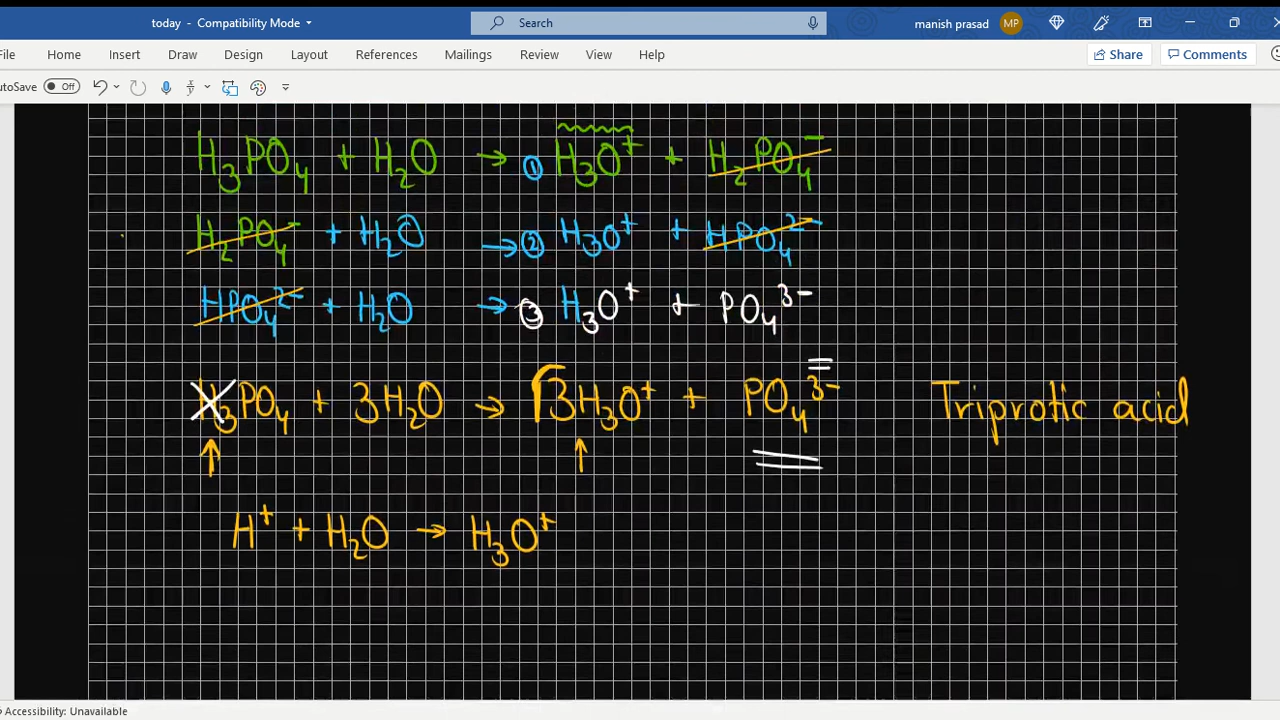 today - Compatibility Mode
Search
manish prasad MP
File Home Insert Draw Design Layout References Mailings Review View Help Share Comments
AutoSave Off
H₃PO₄ + H₂O → ① H₃O⁺ + H₂PO₄⁻
H₂PO₄⁻ + H₂O → ② H₃O⁺ + HPO₄²⁻
HPO₄²⁻ + H₂O → ③ H₃O⁺ + PO₄³⁻
H₃PO₄ + 3H₂O → 3H₃O⁺ + PO₄³⁻ Triprotic acid
H⁺ + H₂O → H₃O⁺
Accessibility: Unavailable